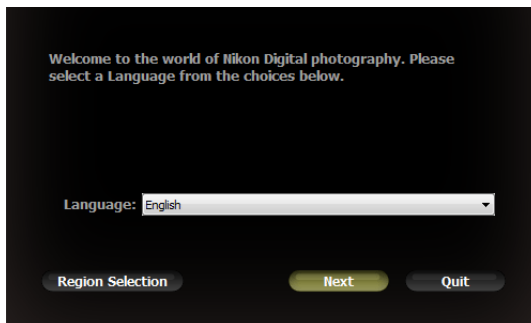 Welcome to the world of Nikon Digital photography. Please
select a Language from the choices below.
Language: English
Region Selection Next Quit